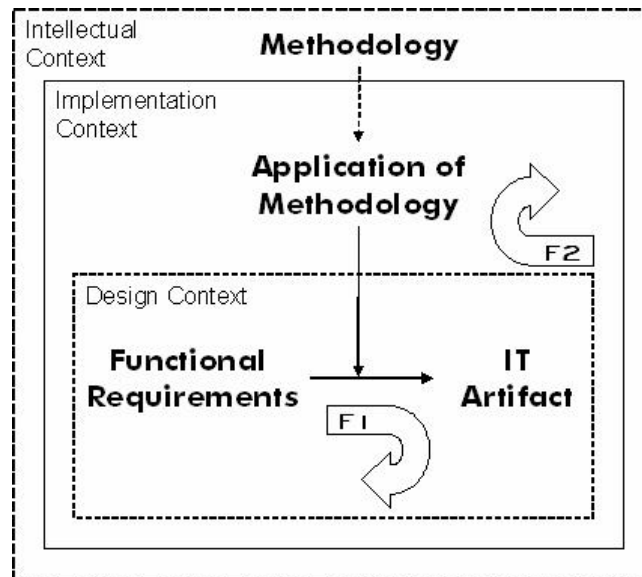 Intellectual
Context
Methodology
Implementation
Context
Application of
Methodology
F2
Design Context
Functional
Requirements
IT
Artifact
F1